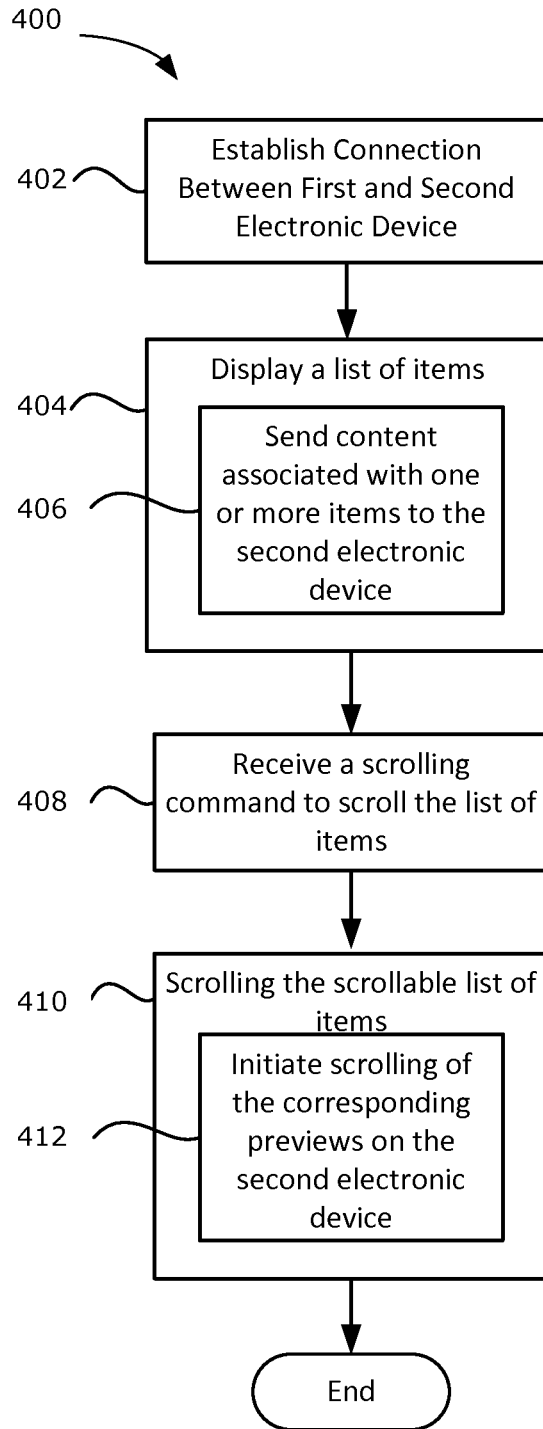 400
402
Establish Connection
Between First and Second
Electronic Device
404
Display a list of items
406
Send content
associated with one
or more items to the
second electronic
device
408
Receive a scrolling
command to scroll the list of
items
410
Scrolling the scrollable list of
items
412
Initiate scrolling of
the corresponding
previews on the
second electronic
device
End